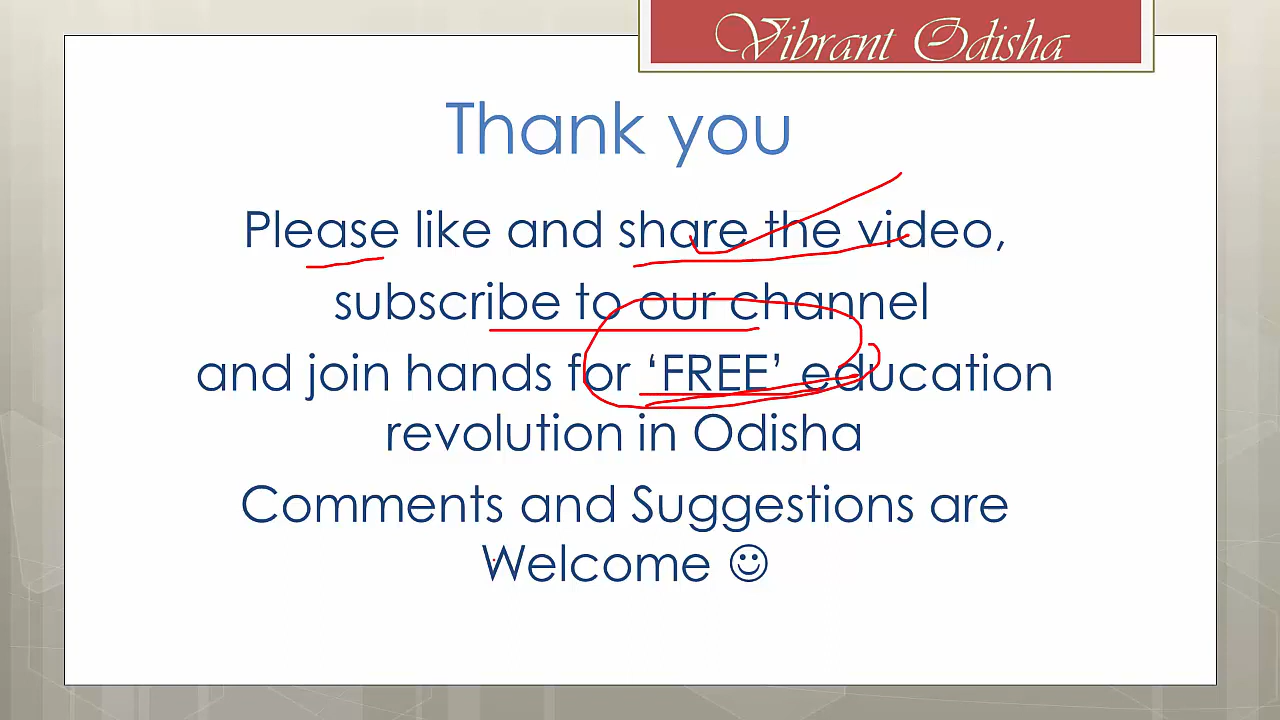 Vibrant Odisha
Thank you
Please like and share the video,
subscribe to our channel
and join hands for ‘FREE’ education
revolution in Odisha
Comments and Suggestions are
Welcome ☺